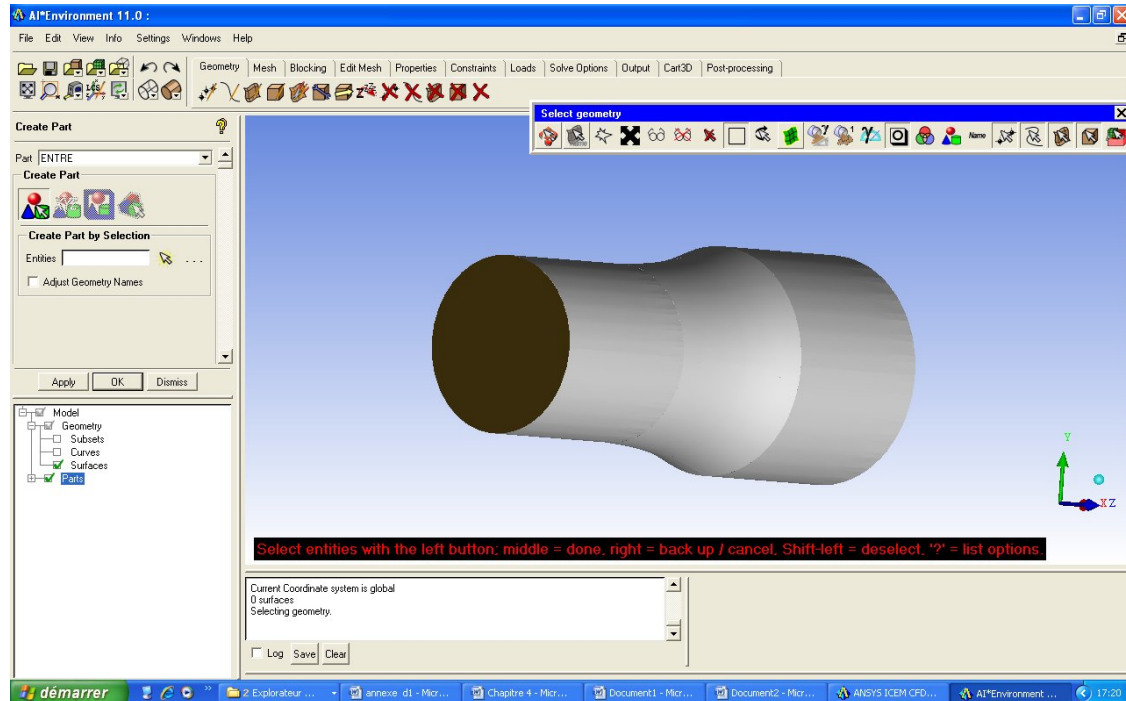 AI*Environment 11.0 :
File Edit View Info Settings Windows Help
Geometry Mesh Blocking Edit Mesh Properties Constraints Loads Solve Options Output Cart3D Post-processing
Select geometry
Name
Create Part
Part ENTRE
Create Part
Create Part by Selection
Entities ...
Adjust Geometry Names
Apply OK Dismiss
Model
Geometry
Subsets
Curves
Surfaces
Parts
Y
X Z
Select entities with the left button; middle = done, right = back up / cancel, Shift-left = deselect, '?' = list options.
Current Coordinate system is global
0 surfaces
Selecting geometry.
Log Save Clear
démarrer 2 Explorateur ... annexe d1 - Micr... Chapitre 4 - Micr... Document1 - Micr... Document2 - Micr... ANSYS ICEM CFD... AI*Environment ... 17:20